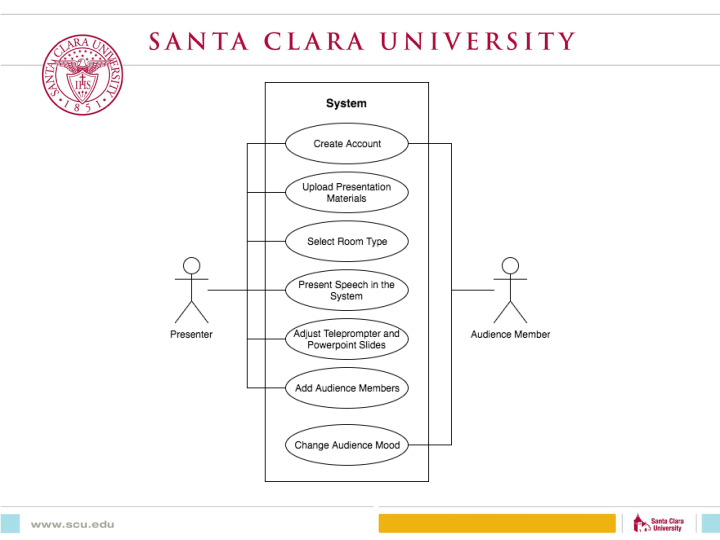 SANTA CLARA UNIVERSITY
SANTA CLARA UNIVERSITY
IHS
• 1851 •
System
Create Account
Upload Presentation
Materials
Select Room Type
Present Speech in the
System
Adjust Teleprompter and
Powerpoint Slides
Add Audience Members
Change Audience Mood
Presenter
Audience Member
www.scu.edu
Santa Clara
University